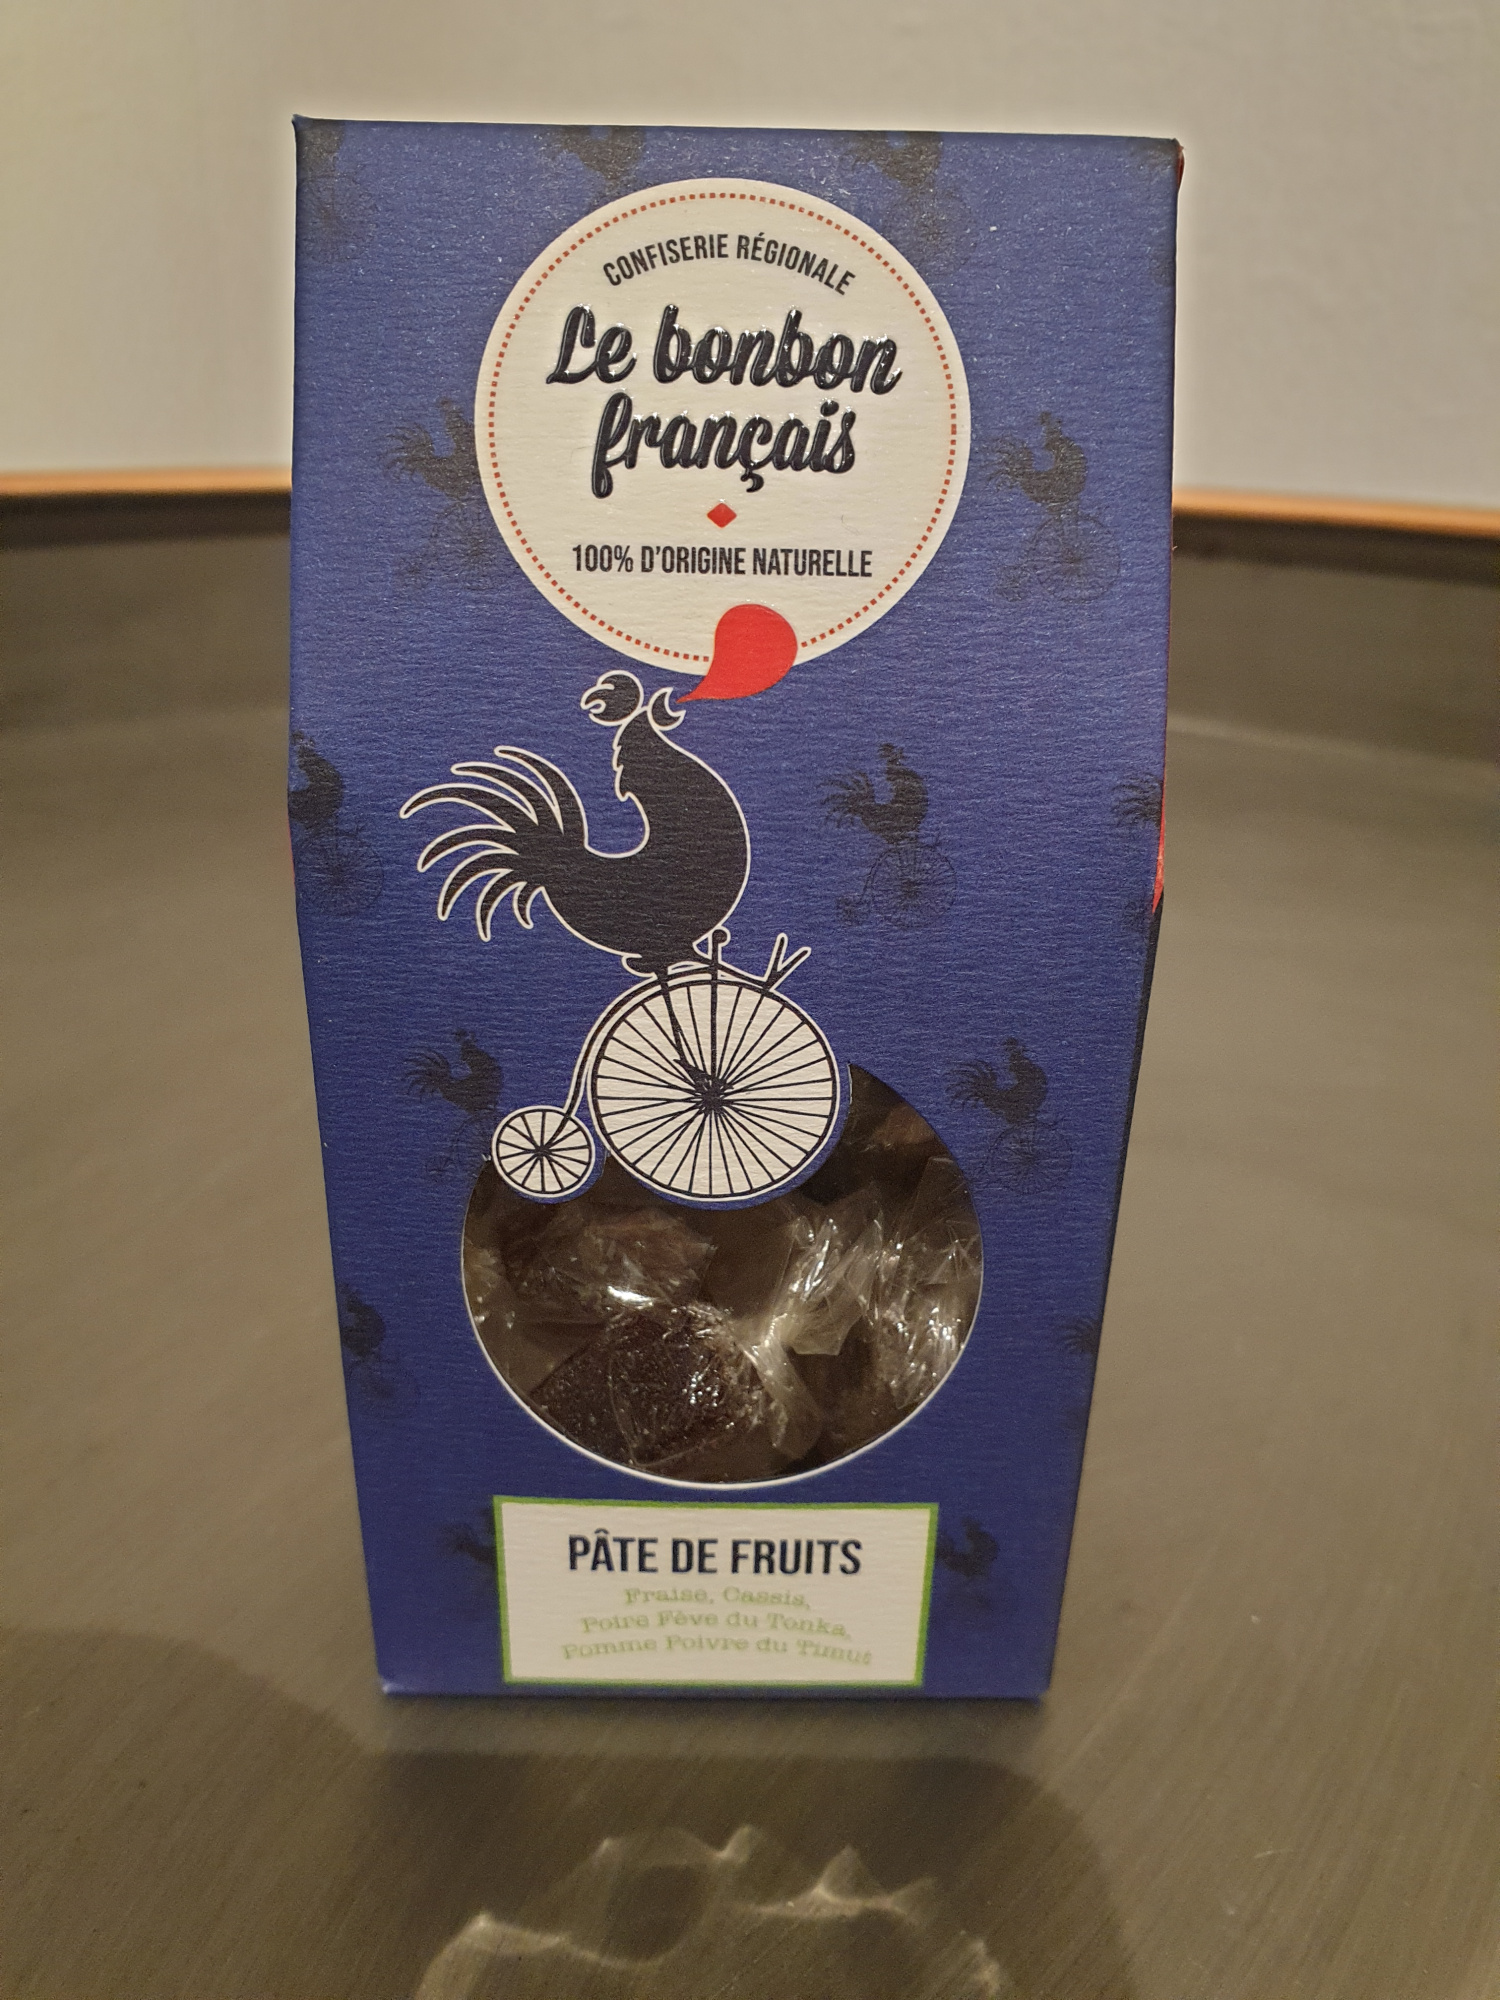 CONFISERIE RÉGIONALE
Le bonbon
français
100% D'ORIGINE NATURELLE
PÂTE DE FRUITS
Fraise, Cassis,
Poire Fêve du Tonka,
Pomme Poivre du Timut